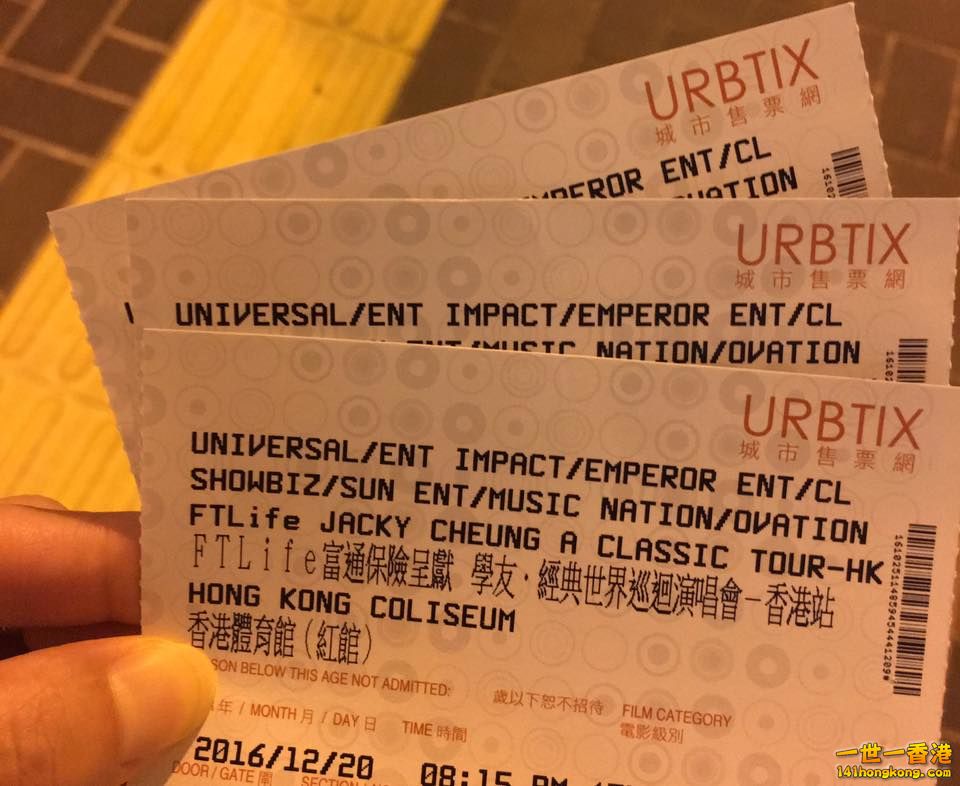 URBTIX
城市售票網
EMPEROR ENT/CL
OVATION
URBTIX
城市售票網
UNIVERSAL/ENT IMPACT/EMPEROR ENT/CL
ENT/MUSIC NATION/OVATION
URBTIX
城市售票網
UNIVERSAL/ENT IMPACT/EMPEROR ENT/CL
SHOWBIZ/SUN ENT/MUSIC NATION/OVATION
FTLife JACKY CHEUNG A CLASSIC TOUR-HK
FTLife富通保險呈獻 學友．經典世界巡迴演唱會－香港站
HONG KONG COLISEUM
香港體育館（紅館）
BELOW THIS AGE NOT ADMITTED: 歲以下恕不招待 FILM CATEGORY
電影級別
年 / MONTH 月 / DAY 日 TIME 時間
2016/12/20 08:15 PM
DOOR/GATE 閘
一世一香港
141hongkong.com